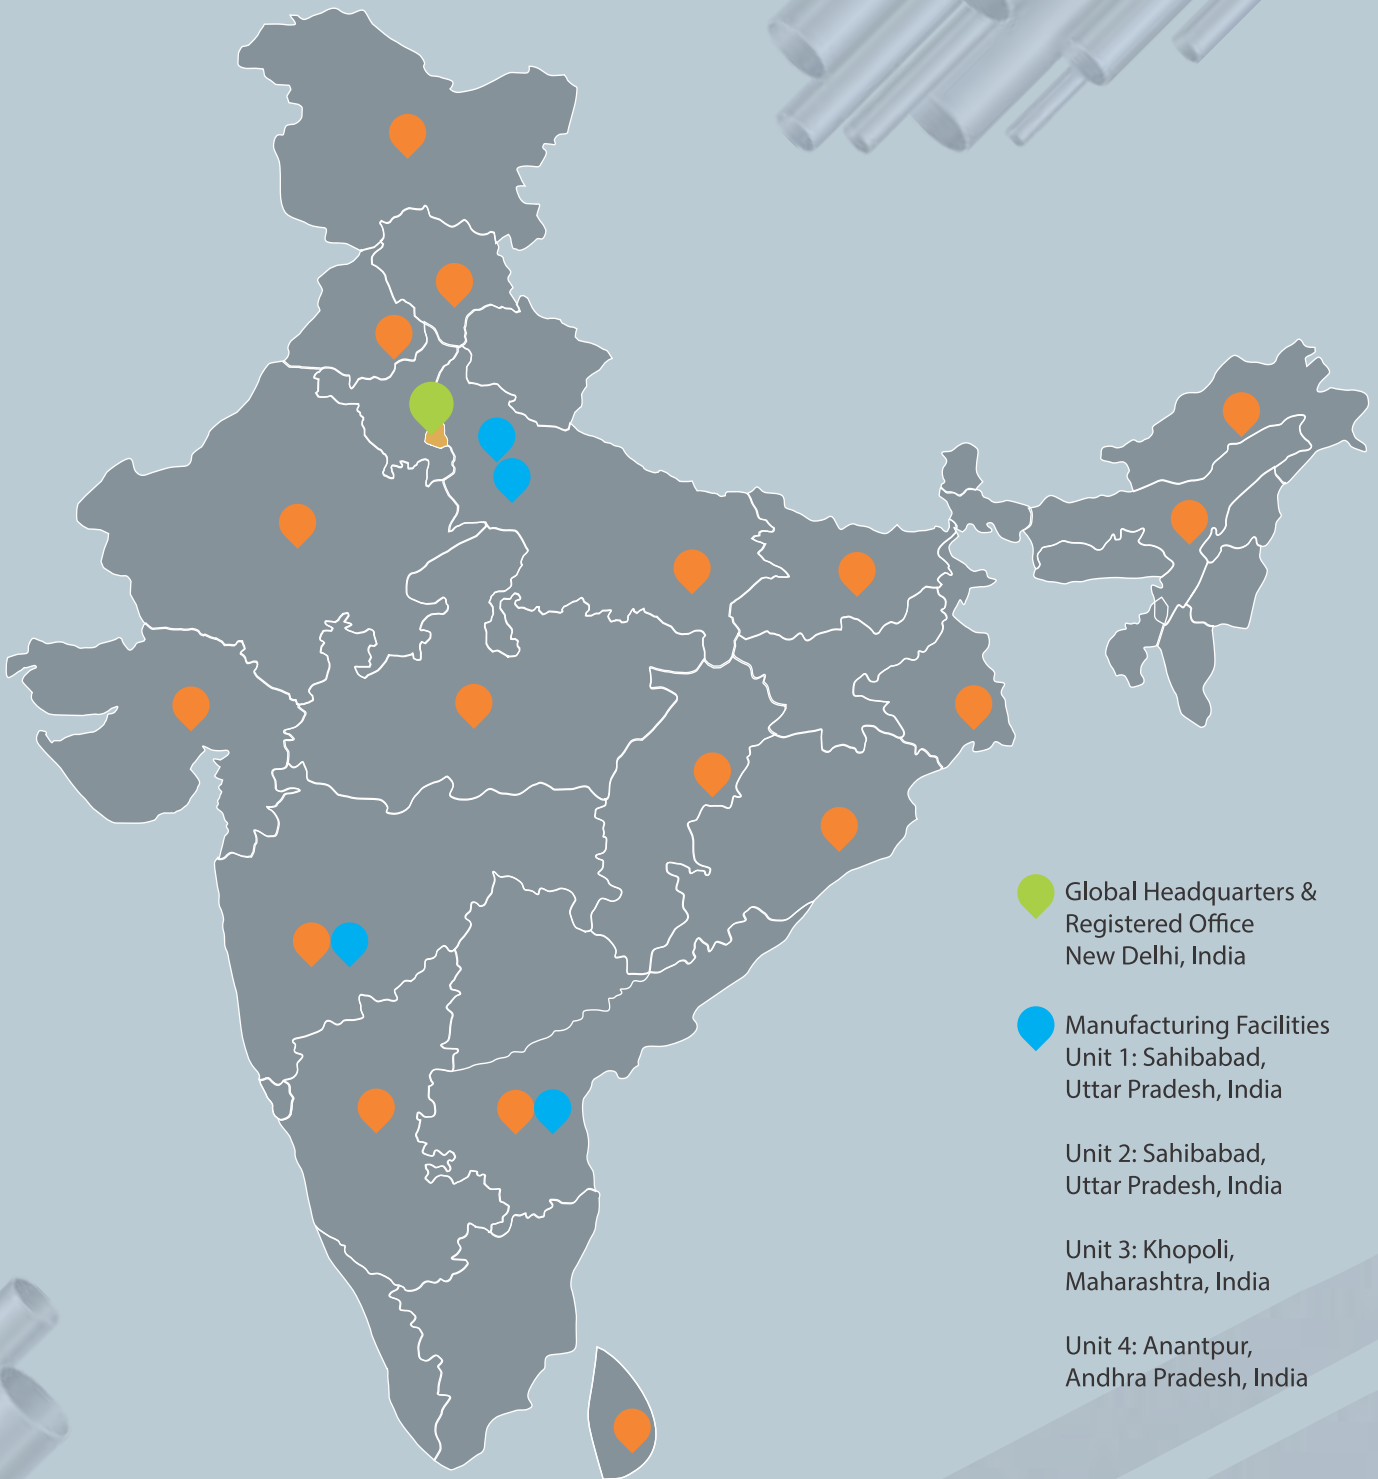 Global Headquarters &
Registered Office
New Delhi, India
Manufacturing Facilities
Unit 1: Sahibabad,
Uttar Pradesh, India
Unit 2: Sahibabad,
Uttar Pradesh, India
Unit 3: Khopoli,
Maharashtra, India
Unit 4: Anantpur,
Andhra Pradesh, India